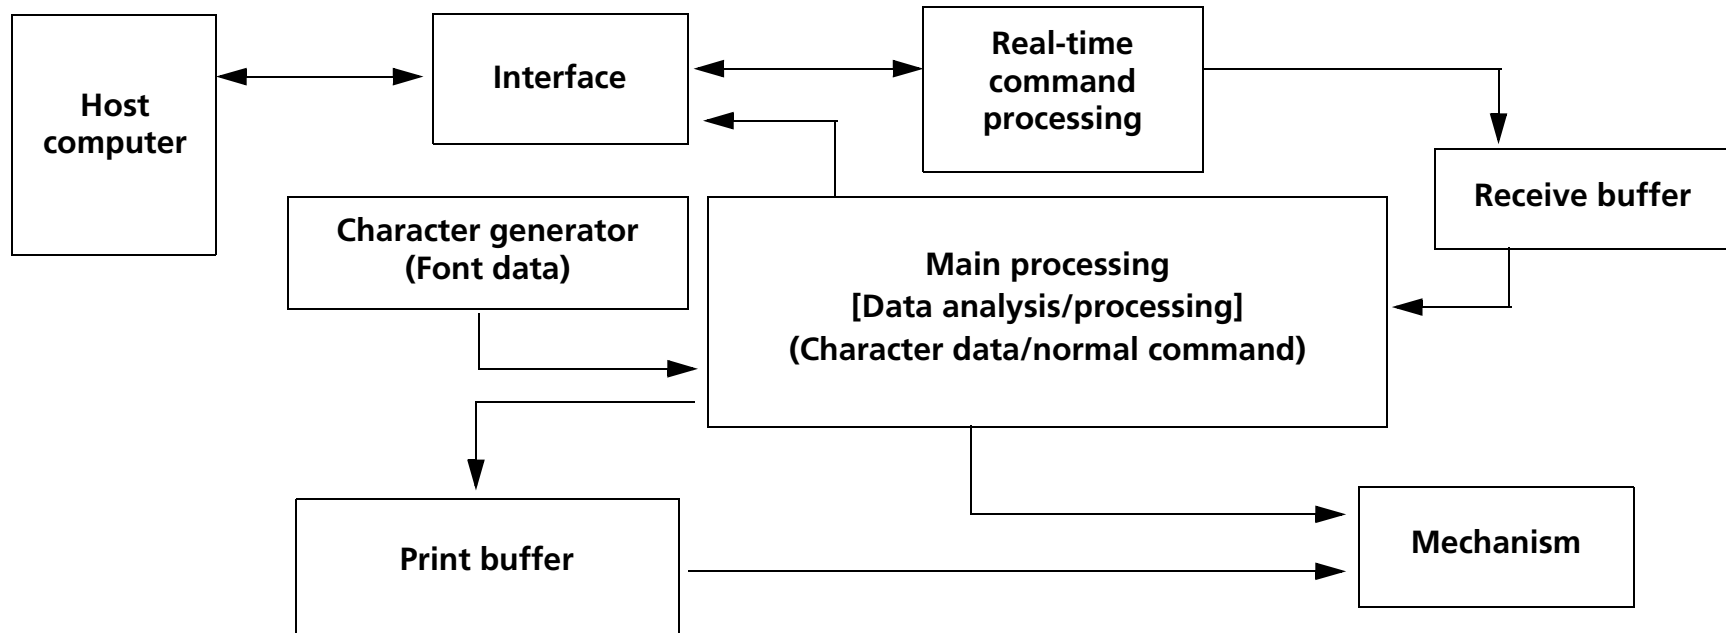 Host
computer
Interface
Real-time
command
processing
Receive buffer
Character generator
(Font data)
Main processing
[Data analysis/processing]
(Character data/normal command)
Print buffer
Mechanism